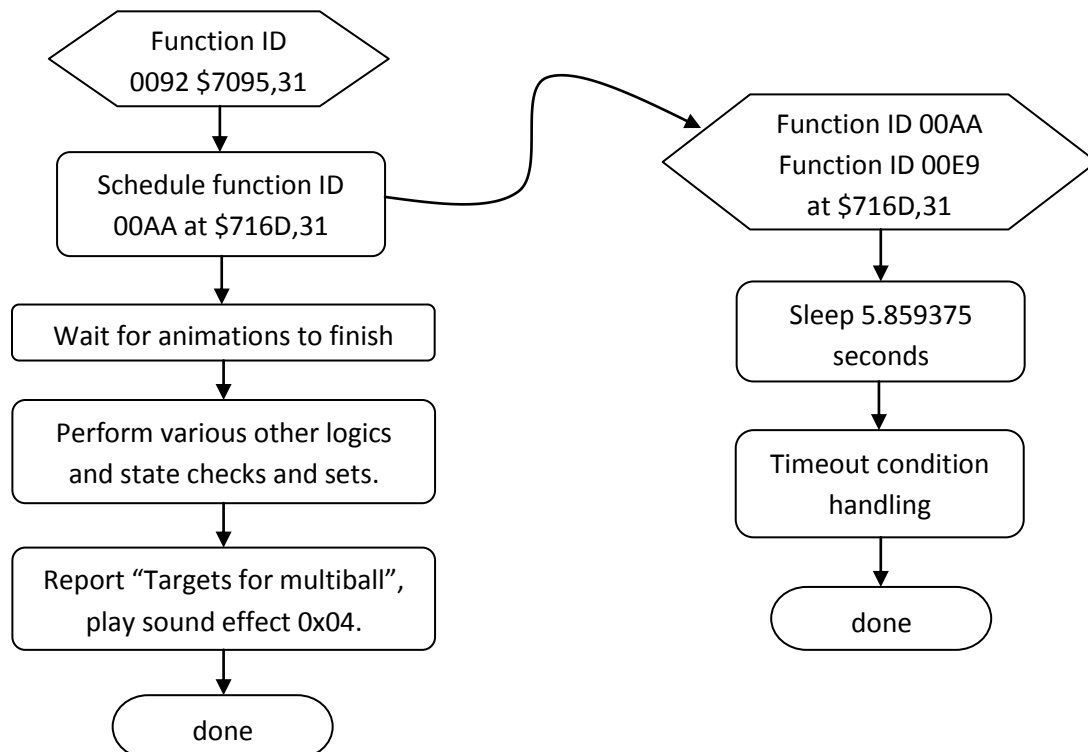 Function ID
0092 $7095,31
Schedule function ID
00AA at $716D,31
Wait for animations to finish
Perform various other logics
and state checks and sets.
Report “Targets for multiball”,
play sound effect 0x04.
done
Function ID 00AA
Function ID 00E9
at $716D,31
Sleep 5.859375
seconds
Timeout condition
handling
done